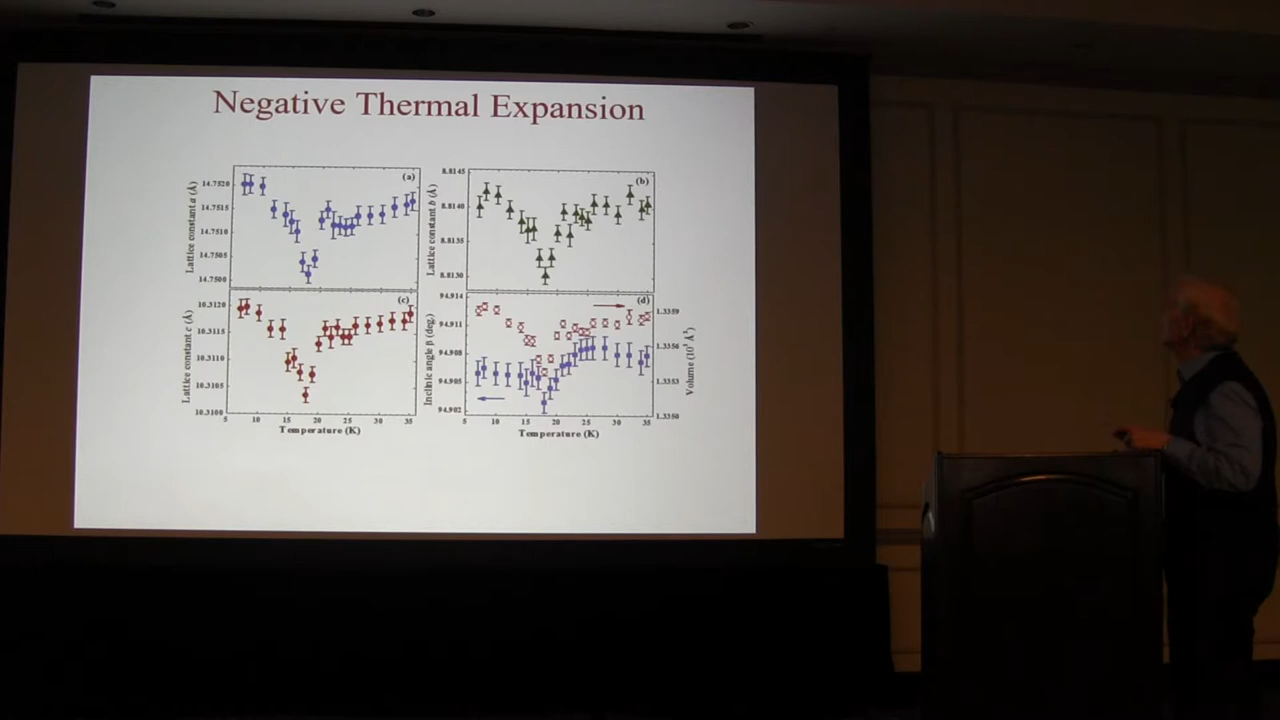 Negative Thermal Expansion
(a)
Lattice constant a (Å)
14.7520
14.7515
14.7510
14.7505
14.7500
(b)
Lattice constant b (Å)
8.8145
8.8140
8.8135
8.8130
(c)
Lattice constant c (Å)
10.3120
10.3115
10.3110
10.3105
10.3100
5 10 15 20 25 30 35
Temperature (K)
(d)
Inclinic angle β (deg.)
94.914
94.911
94.908
94.905
94.902
1.3359
1.3356
1.3353
1.3350
Volume (10³ Å³)
5 10 15 20 25 30 35
Temperature (K)